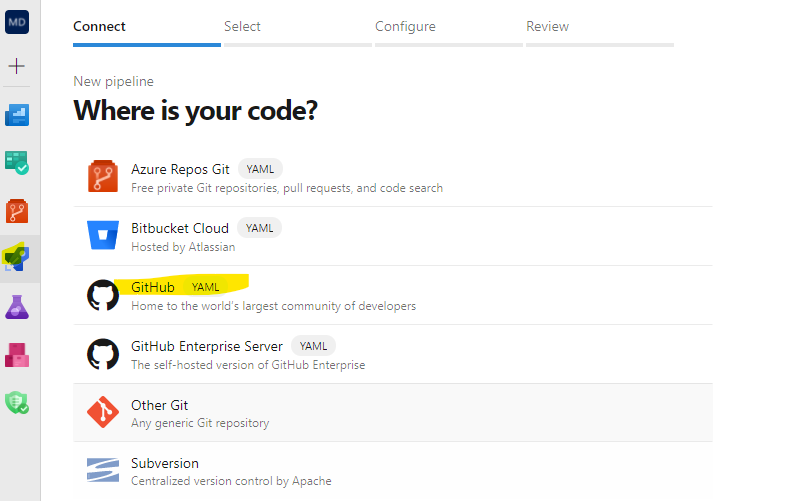 MD
Connect Select Configure Review
New pipeline
Where is your code?
Azure Repos Git YAML
Free private Git repositories, pull requests, and code search
Bitbucket Cloud YAML
Hosted by Atlassian
GitHub YAML
Home to the world's largest community of developers
GitHub Enterprise Server YAML
The self-hosted version of GitHub Enterprise
Other Git
Any generic Git repository
Subversion
Centralized version control by Apache